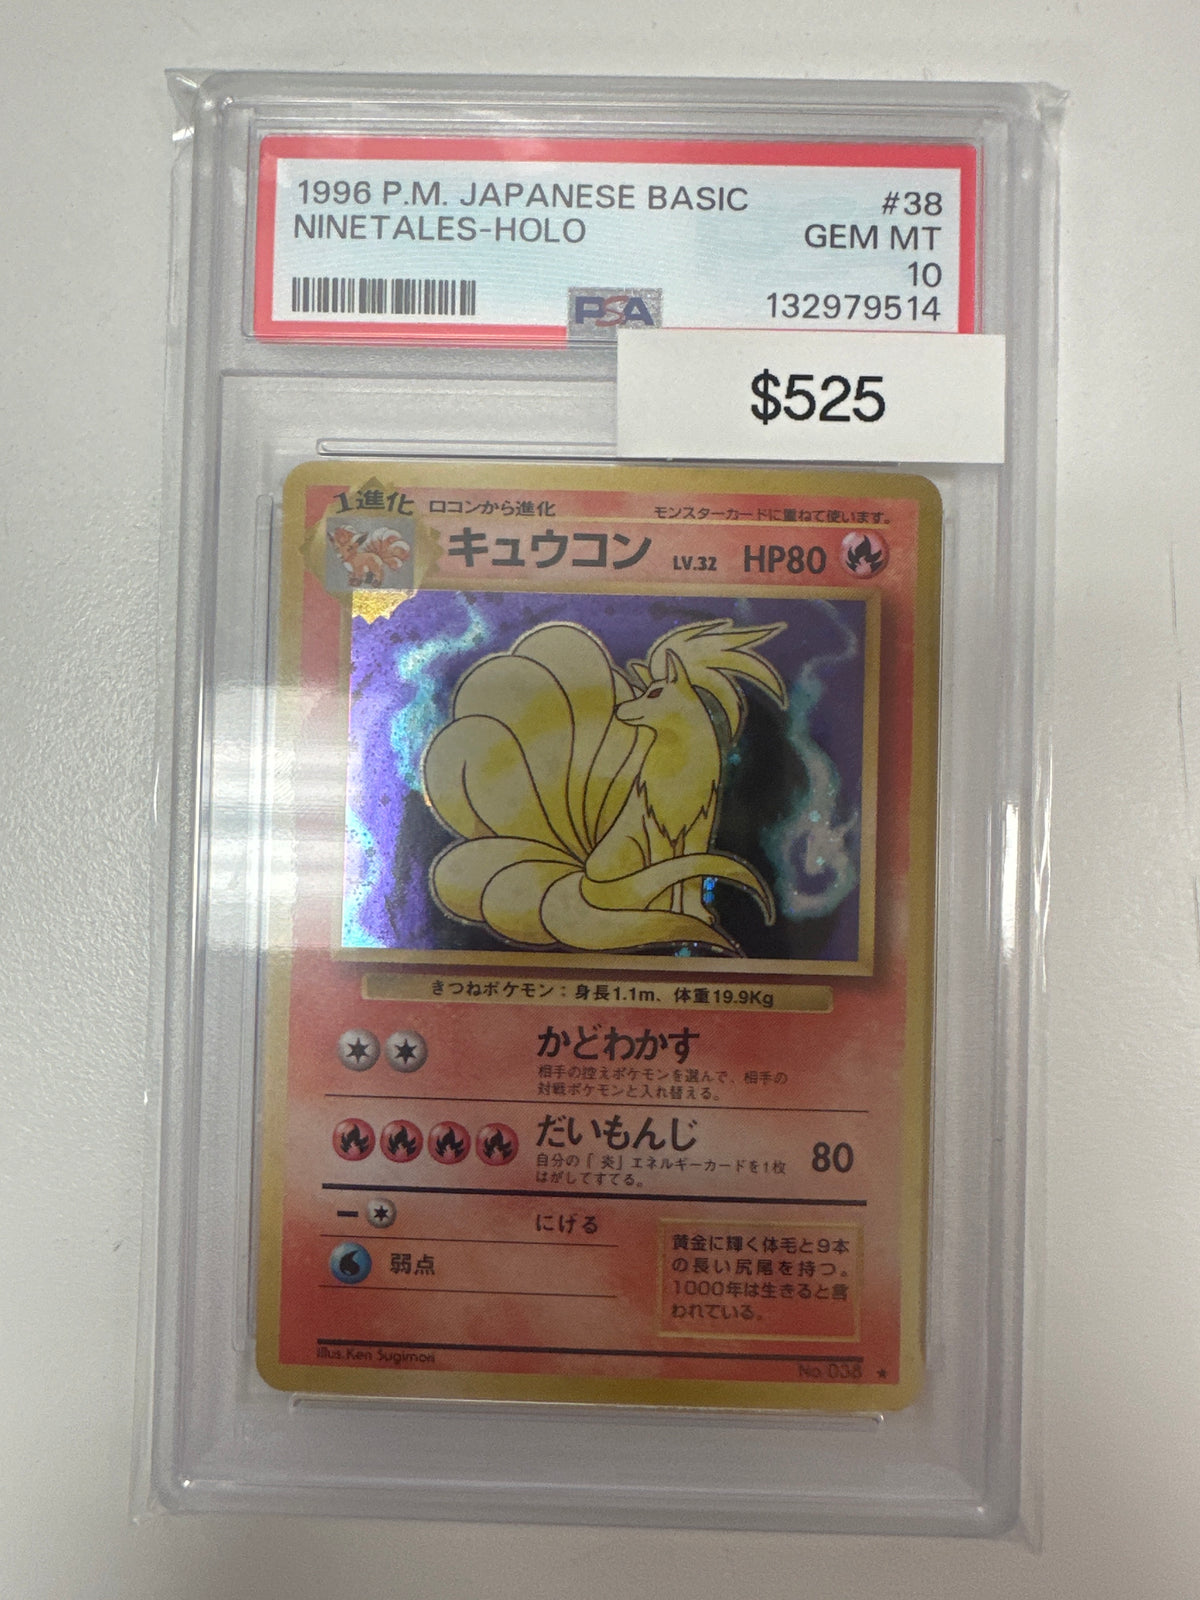 1996 P.M. JAPANESE BASIC #38
NINETALES-HOLO GEM MT
10
PSA 132979514
$525
1進化 ロコンから進化 モンスターカードに重ねて使います。
キュウコン LV.32 HP80
きつねポケモン：身長1.1m、体重19.9Kg
かどわかす
相手の控えポケモンを選んで、相手の
対戦ポケモンと入れ替える。
だいもんじ 80
自分の「炎」エネルギーカードを1枚
はがしてすてる。
にげる
弱点
黄金に輝く体毛と9本
の長い尻尾を持つ。
1000年は生きると言
われている。
Illus. Ken Sugimori
No. 038 ★